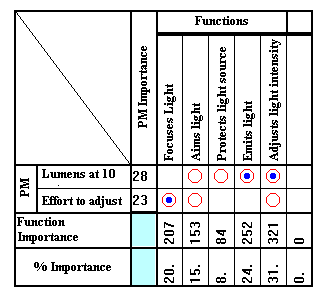 Functions
PM Importance
Focuses Light
Aims light
Protects light source
Emits light
Adjusts light intensity
PM
Lumens at 10
28
Effort to adjust
23
Function
Importance
207
153
84
252
321
0
% Importance
20.
15.
8.
24.
31.
0.